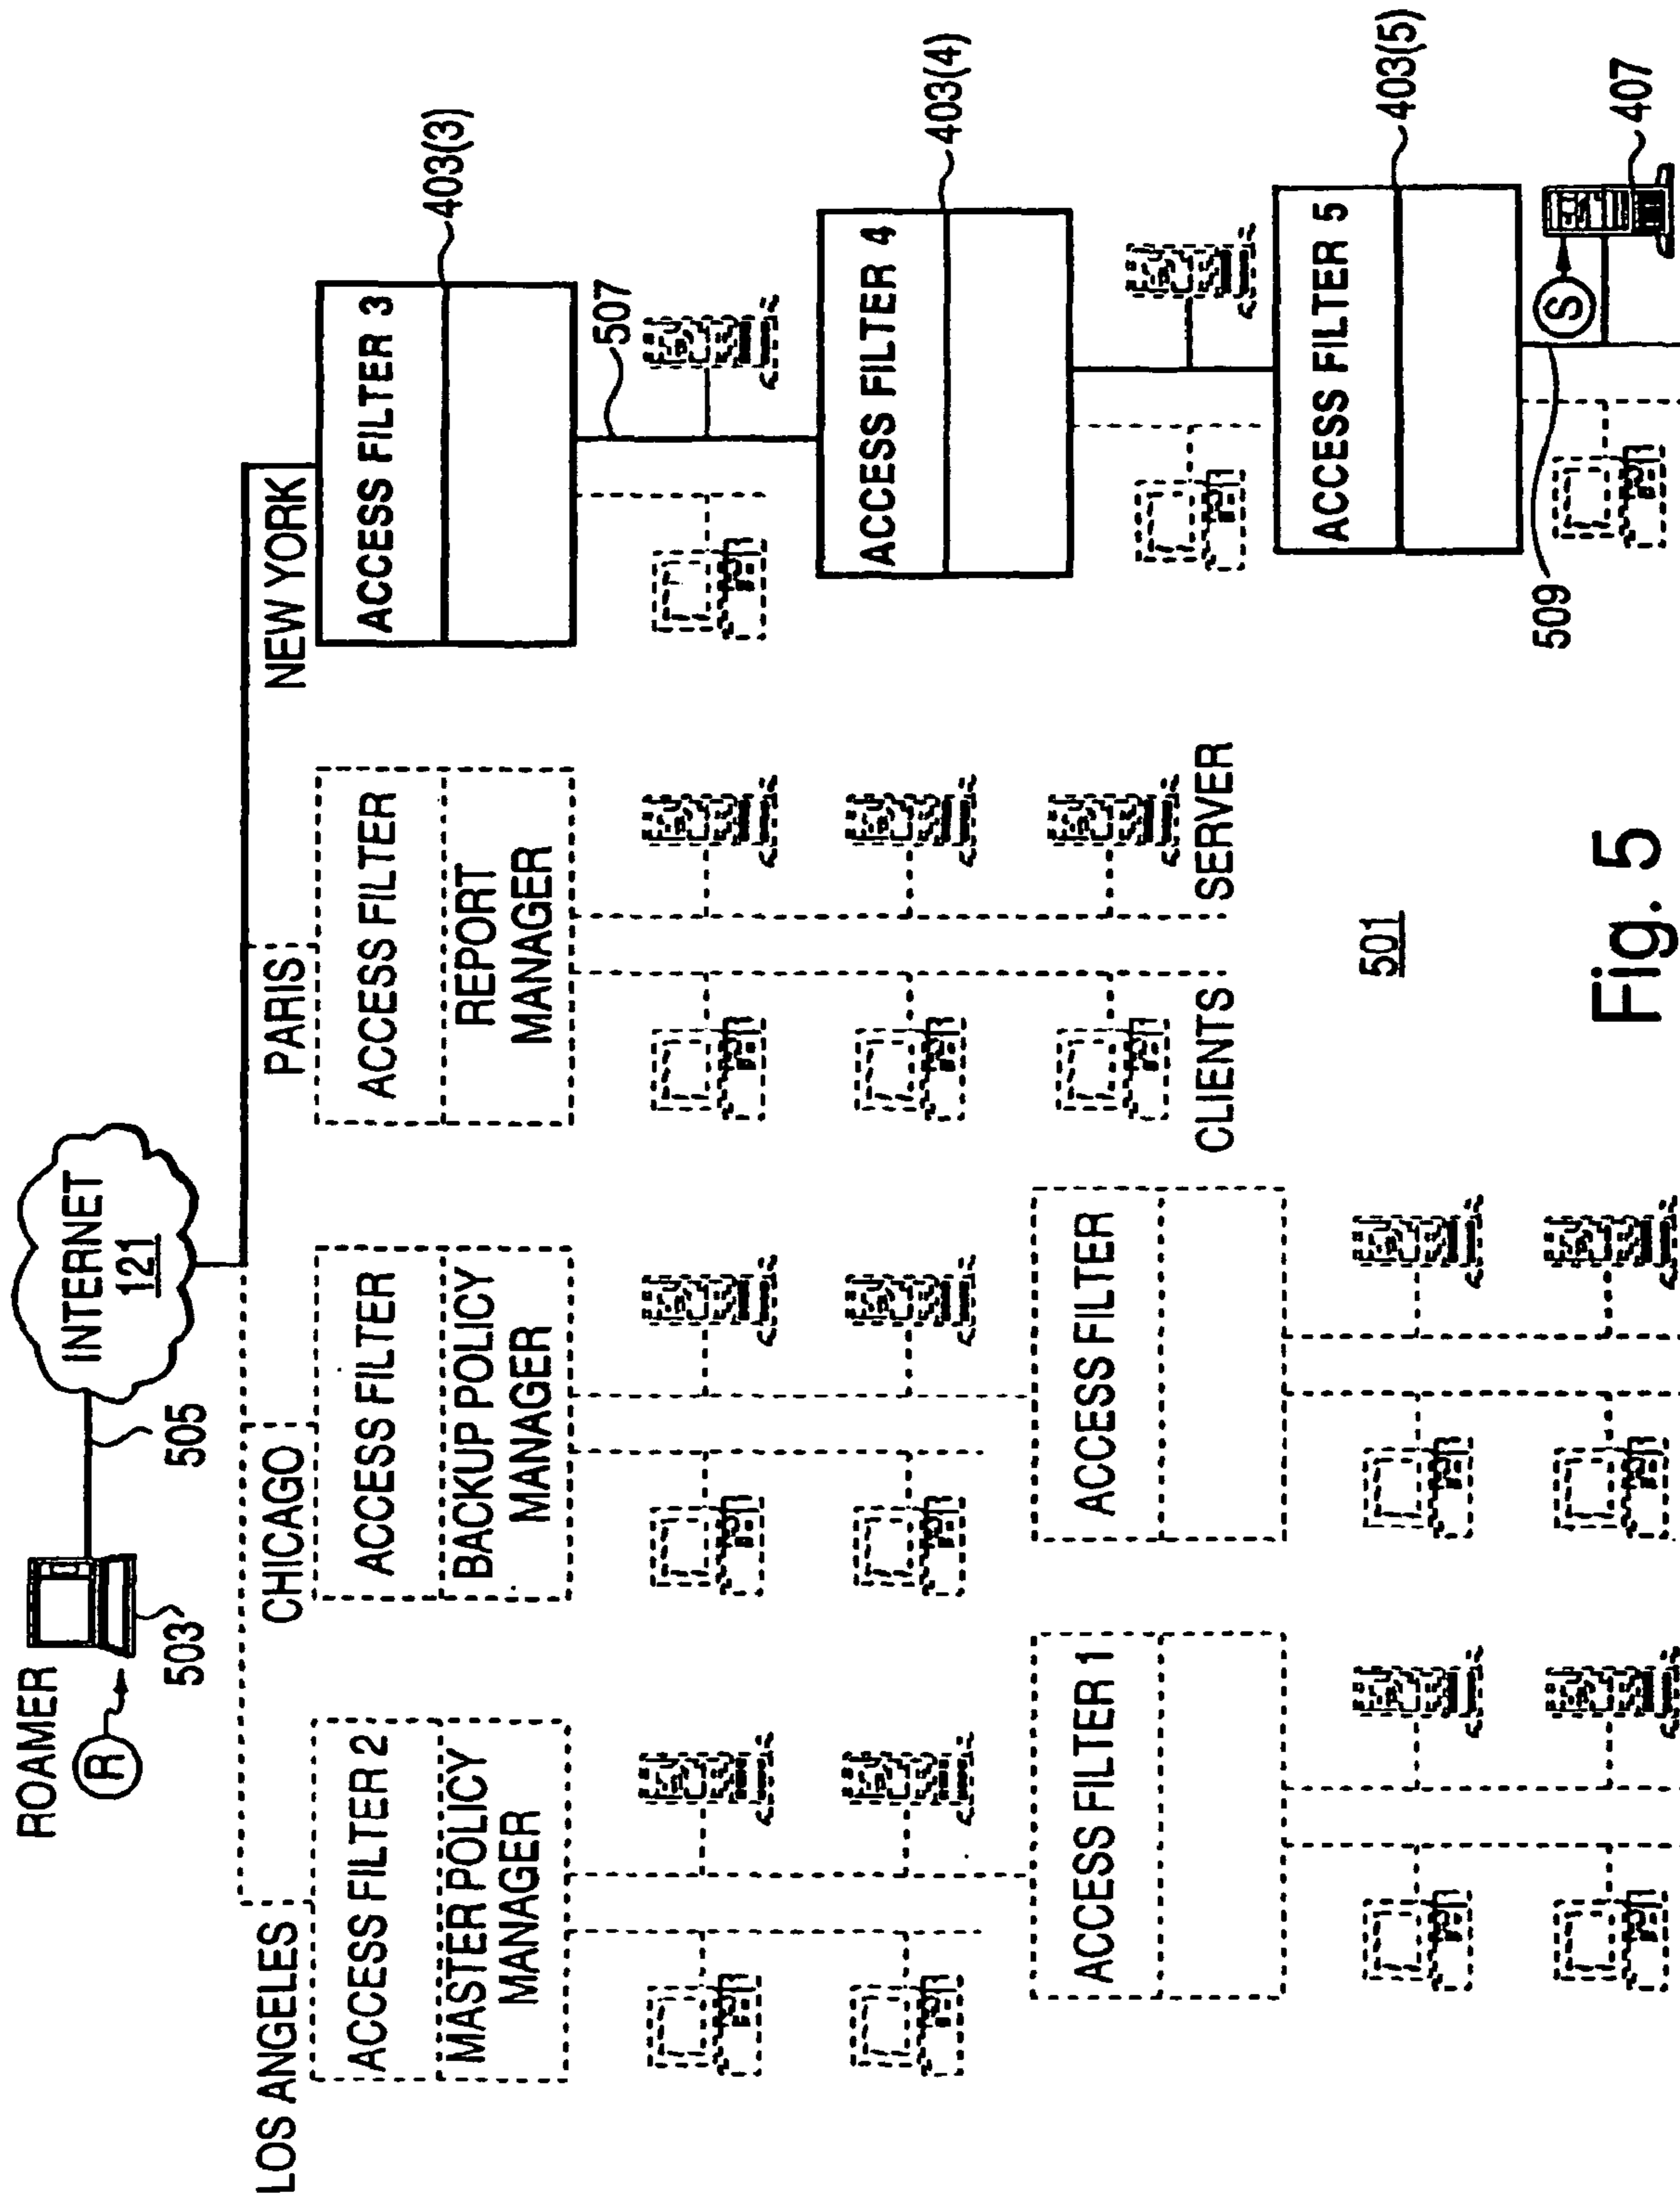 ROAMER
R
503
505
INTERNET
121
LOS ANGELES
CHICAGO
PARIS
NEW YORK
ACCESS FILTER 2
MASTER POLICY
MANAGER
ACCESS FILTER
BACKUP POLICY
MANAGER
ACCESS FILTER
REPORT
MANAGER
ACCESS FILTER 3
403(3)
507
ACCESS FILTER 4
403(4)
ACCESS FILTER 1
ACCESS FILTER
CLIENTS
SERVER
ACCESS FILTER 5
403(5)
501
509
S
407
Fig. 5